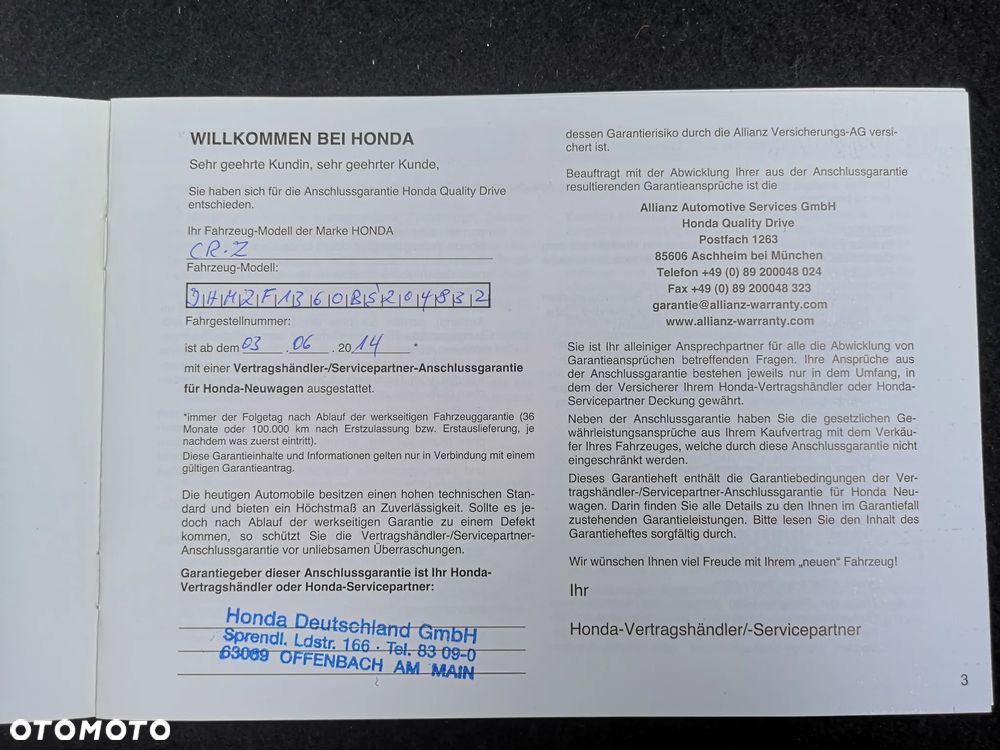 WILLKOMMEN BEI HONDA
Sehr geehrte Kundin, sehr geehrter Kunde,
Sie haben sich für die Anschlussgarantie Honda Quality Drive
entschieden.
Ihr Fahrzeug-Modell der Marke HONDA
CR-Z
Fahrzeug-Modell:
JHMZF1360BS204832
Fahrgestellnummer:
ist ab dem 03 . 06 . 2014 *
mit einer Vertragshändler-/Servicepartner-Anschlussgarantie
für Honda-Neuwagen ausgestattet.
*immer der Folgetag nach Ablauf der werkseitigen Fahrzeuggarantie (36
Monate oder 100.000 km nach Erstzulassung bzw. Erstauslieferung, je
nachdem was zuerst eintritt).
Diese Garantieinhalte und Informationen gelten nur in Verbindung mit einem
gültigen Garantieantrag.
Die heutigen Automobile besitzen einen hohen technischen Stan-
dard und bieten ein Höchstmaß an Zuverlässigkeit. Sollte es je-
doch nach Ablauf der werkseitigen Garantie zu einem Defekt
kommen, so schützt Sie die Vertragshändler-/Servicepartner-
Anschlussgarantie vor unliebsamen Überraschungen.
Garantiegeber dieser Anschlussgarantie ist Ihr Honda-
Vertragshändler oder Honda-Servicepartner:
Honda Deutschland GmbH
Sprendl. Ldstr. 166 · Tel. 83 09-0
63069 OFFENBACH AM MAIN
dessen Garantierisiko durch die Allianz Versicherungs-AG versi-
chert ist.
Beauftragt mit der Abwicklung Ihrer aus der Anschlussgarantie
resultierenden Garantieansprüche ist die
Allianz Automotive Services GmbH
Honda Quality Drive
Postfach 1263
85606 Aschheim bei München
Telefon +49 (0) 89 200048 024
Fax +49 (0) 89 200048 323
garantie@allianz-warranty.com
www.allianz-warranty.com
Sie ist Ihr alleiniger Ansprechpartner für alle die Abwicklung von
Garantieansprüchen betreffenden Fragen. Ihre Ansprüche aus
der Anschlussgarantie bestehen jeweils nur in dem Umfang, in
dem der Versicherer Ihrem Honda-Vertragshändler oder Honda-
Servicepartner Deckung gewährt.
Neben der Anschlussgarantie haben Sie die gesetzlichen Ge-
währleistungsansprüche aus Ihrem Kaufvertrag mit dem Verkäu-
fer Ihres Fahrzeuges, welche durch diese Anschlussgarantie nicht
eingeschränkt werden.
Dieses Garantieheft enthält die Garantiebedingungen der Ver-
tragshändler-/Servicepartner-Anschlussgarantie für Honda Neu-
wagen. Darin finden Sie alle Details zu den Ihnen im Garantiefall
zustehenden Garantieleistungen. Bitte lesen Sie den Inhalt des
Garantieheftes sorgfältig durch.
Wir wünschen Ihnen viel Freude mit Ihrem „neuen“ Fahrzeug!
Ihr
Honda-Vertragshändler/-Servicepartner
3
OTOMOTO